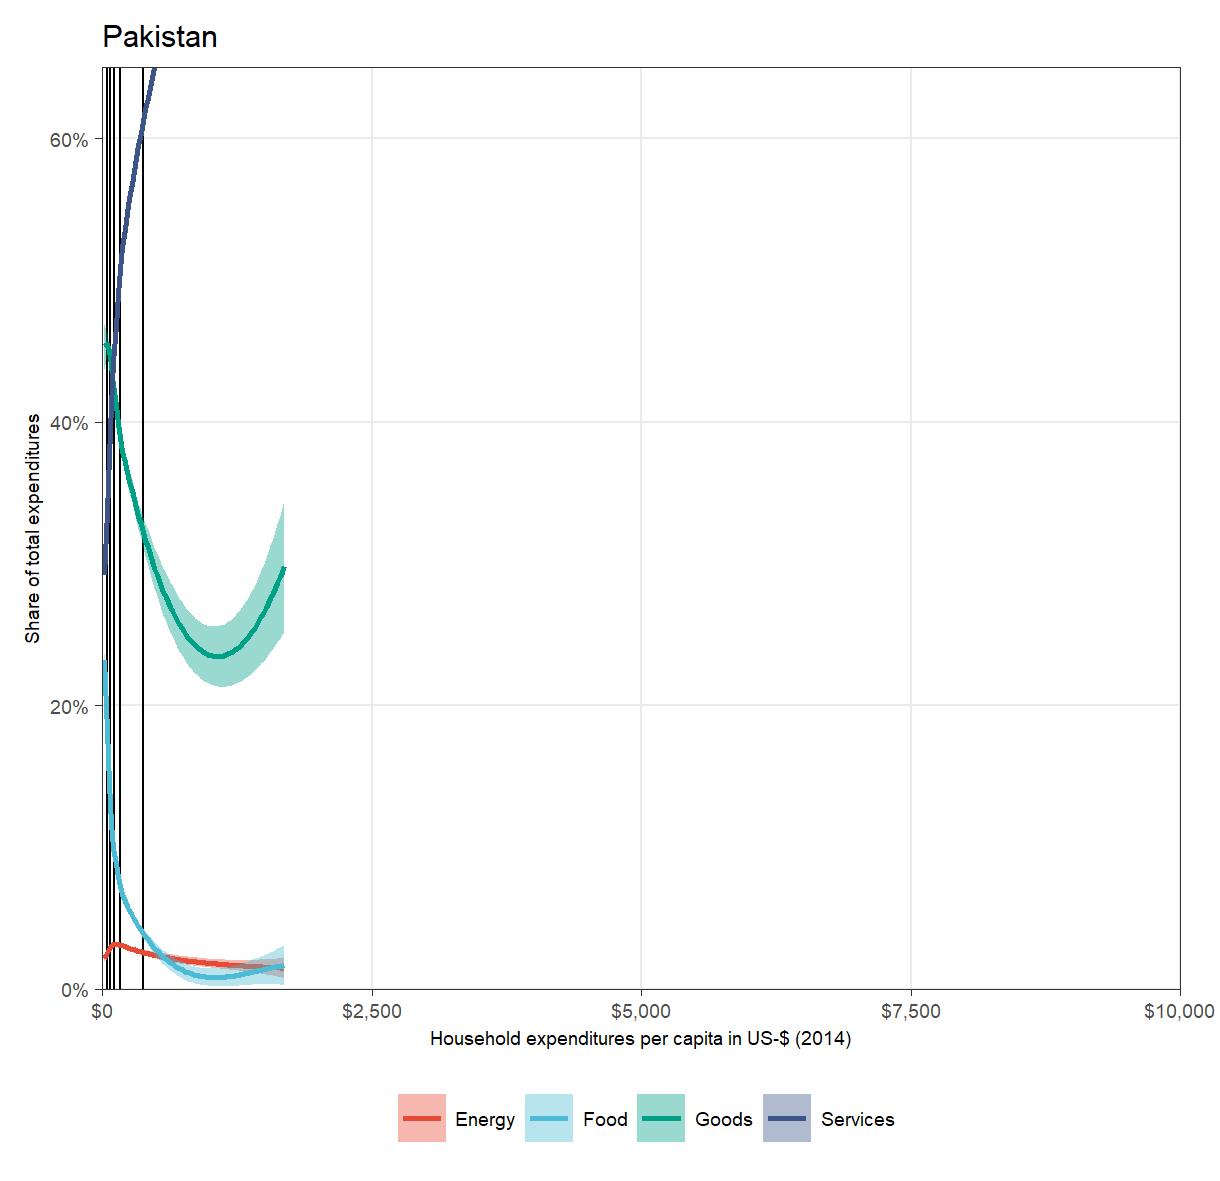 Pakistan
60%
40%
20%
0%
Share of total expenditures
$0 $2,500 $5,000 $7,500 $10,000
Household expenditures per capita in US-$ (2014)
Energy Food Goods Services